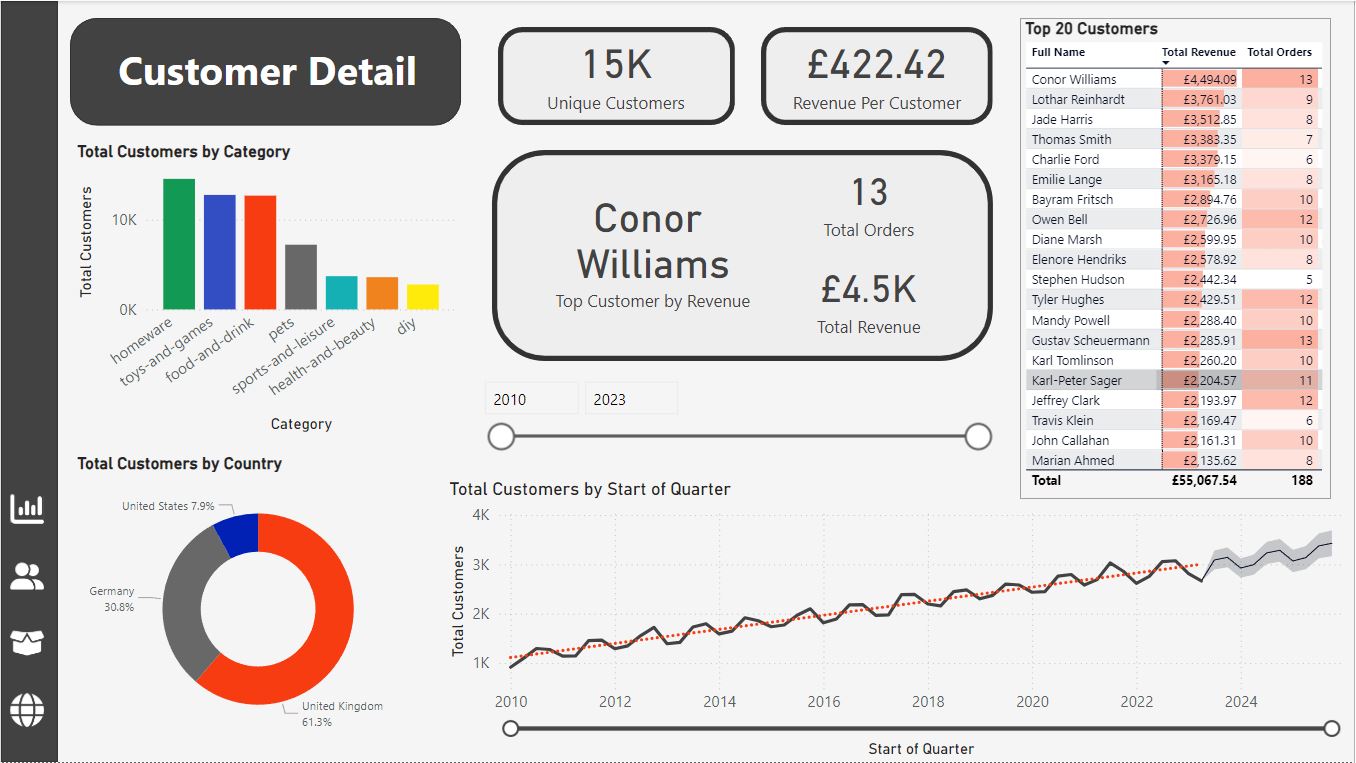 Customer Detail
15K
Unique Customers
£422.42
Revenue Per Customer
Total Customers by Category
Total Customers
10K
0K
homeware
toys-and-games
food-and-drink
pets
sports-and-leisure
health-and-beauty
diy
Category
Conor
Williams
Top Customer by Revenue
13
Total Orders
£4.5K
Total Revenue
2010
2023
Top 20 Customers
Full Name Total Revenue Total Orders
Conor Williams £4,494.09 13
Lothar Reinhardt £3,761.03 9
Jade Harris £3,512.85 8
Thomas Smith £3,383.35 7
Charlie Ford £3,379.15 6
Emilie Lange £3,165.18 8
Bayram Fritsch £2,894.76 10
Owen Bell £2,726.96 12
Diane Marsh £2,599.95 10
Elenore Hendriks £2,578.92 8
Stephen Hudson £2,442.34 5
Tyler Hughes £2,429.51 12
Mandy Powell £2,288.40 10
Gustav Scheuermann £2,285.91 13
Karl Tomlinson £2,260.20 10
Karl-Peter Sager £2,204.57 11
Jeffrey Clark £2,193.97 12
Travis Klein £2,169.47 6
John Callahan £2,161.31 10
Marian Ahmed £2,135.62 8
Total £55,067.54 188
Total Customers by Country
United States 7.9%
Germany
30.8%
United Kingdom
61.3%
Total Customers by Start of Quarter
Total Customers
4K
3K
2K
1K
2010 2012 2014 2016 2018 2020 2022 2024
Start of Quarter